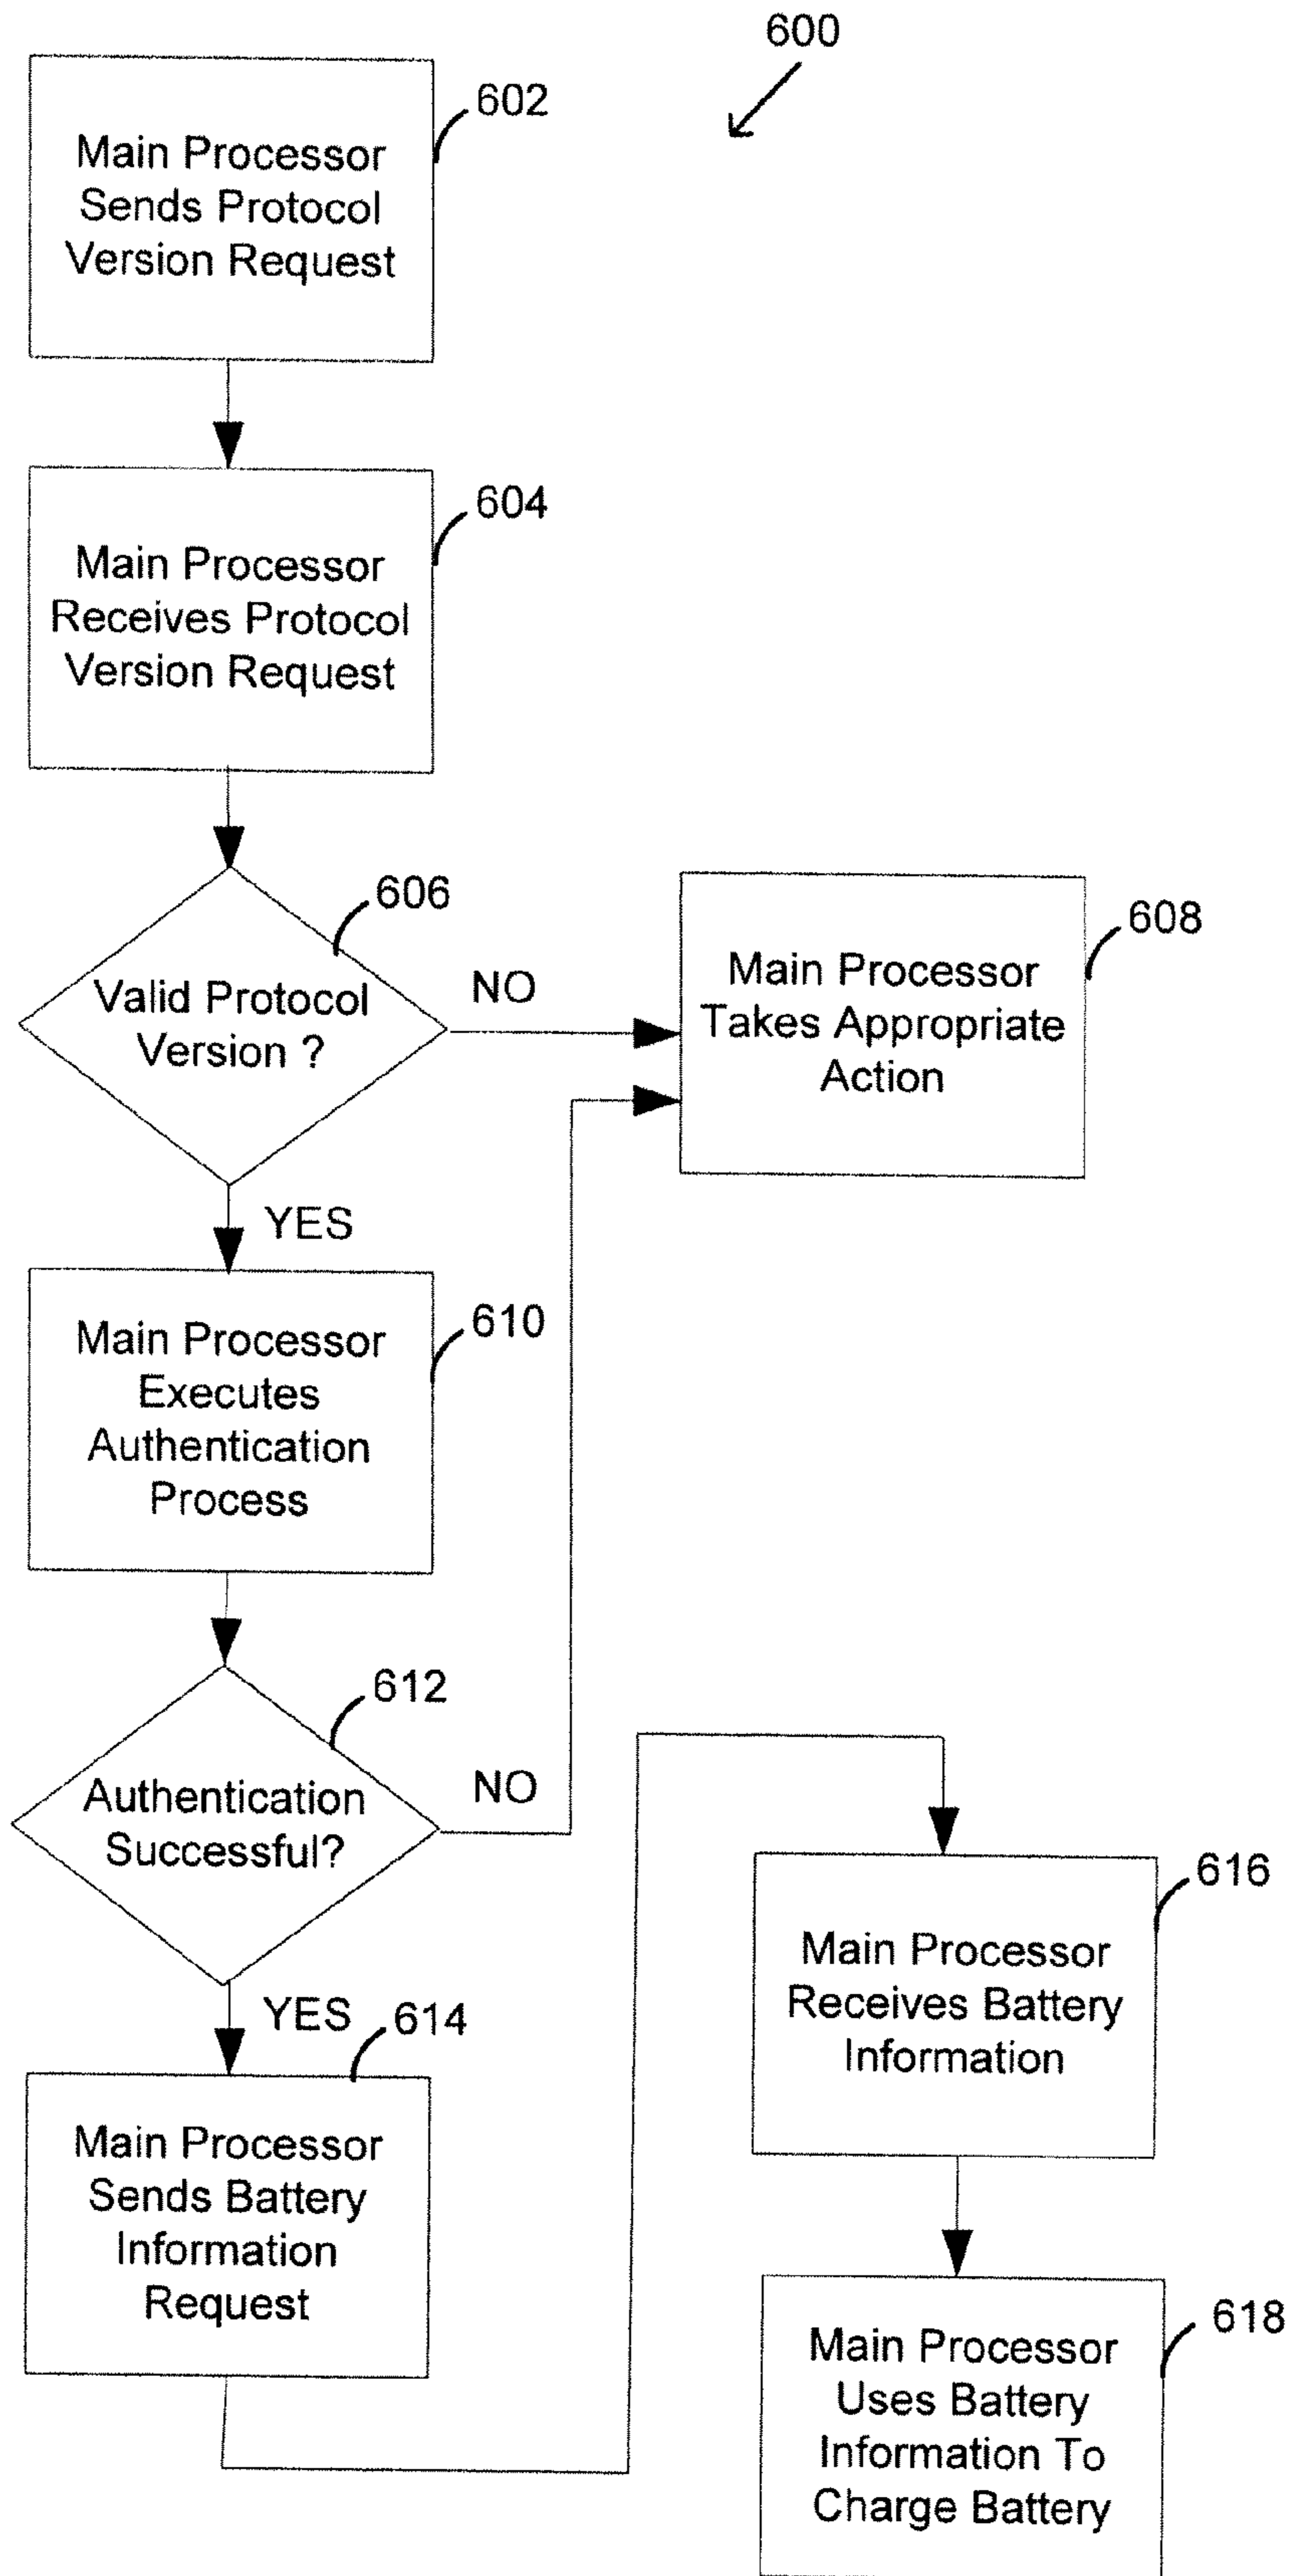 600
602
Main Processor
Sends Protocol
Version Request
604
Main Processor
Receives Protocol
Version Request
606
Valid Protocol
Version ?
NO
608
Main Processor
Takes Appropriate
Action
YES
610
Main Processor
Executes
Authentication
Process
612
Authentication
Successful?
NO
YES
614
Main Processor
Sends Battery
Information
Request
616
Main Processor
Receives Battery
Information
618
Main Processor
Uses Battery
Information To
Charge Battery